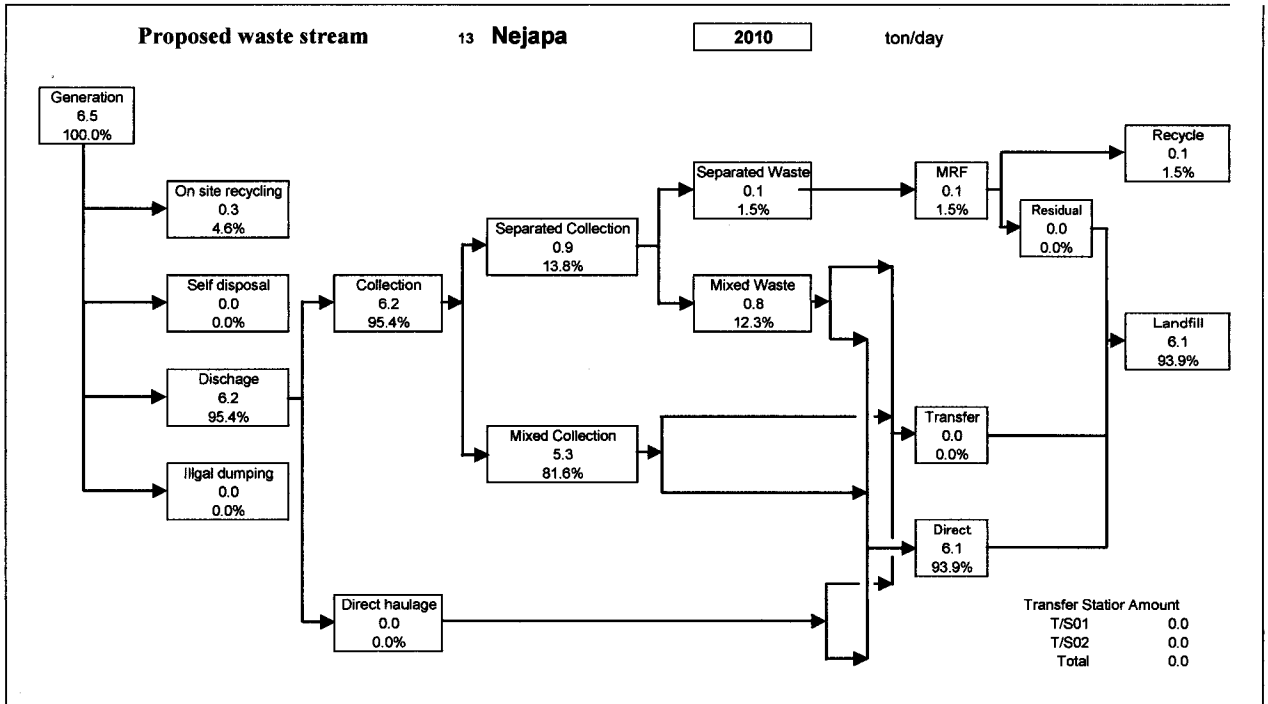 Proposed waste stream 13 Nejapa 2010 ton/day
Generation
6.5
100.0%
On site recycling
0.3
4.6%
Self disposal
0.0
0.0%
Dischage
6.2
95.4%
Illgal dumping
0.0
0.0%
Collection
6.2
95.4%
Direct haulage
0.0
0.0%
Separated Collection
0.9
13.8%
Mixed Collection
5.3
81.6%
Separated Waste
0.1
1.5%
Mixed Waste
0.8
12.3%
MRF
0.1
1.5%
Residual
0.0
0.0%
Transfer
0.0
0.0%
Direct
6.1
93.9%
Recycle
0.1
1.5%
Landfill
6.1
93.9%
Transfer Statior Amount
T/S01 0.0
T/S02 0.0
Total 0.0